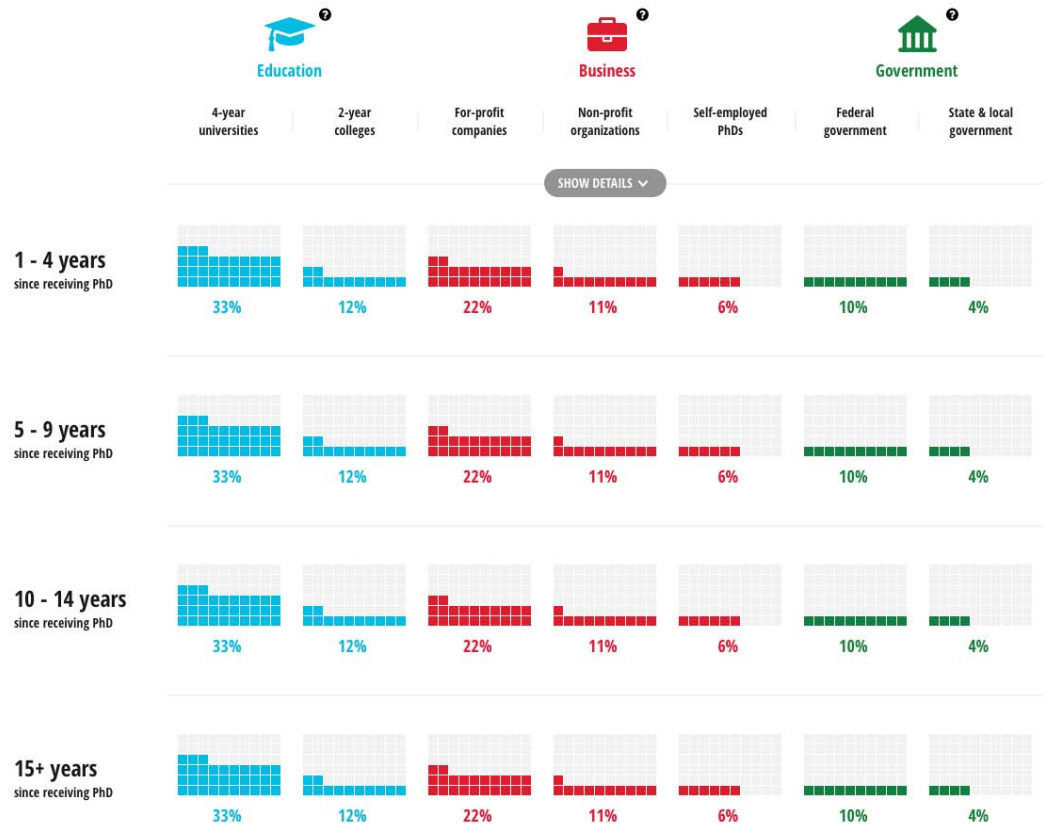 ?
?
?
Education
Business
Government
4-year
universities
2-year
colleges
For-profit
companies
Non-profit
organizations
Self-employed
PhDs
Federal
government
State & local
government
SHOW DETAILS
1 - 4 years
since receiving PhD
33%
12%
22%
11%
6%
10%
4%
5 - 9 years
since receiving PhD
33%
12%
22%
11%
6%
10%
4%
10 - 14 years
since receiving PhD
33%
12%
22%
11%
6%
10%
4%
15+ years
since receiving PhD
33%
12%
22%
11%
6%
10%
4%